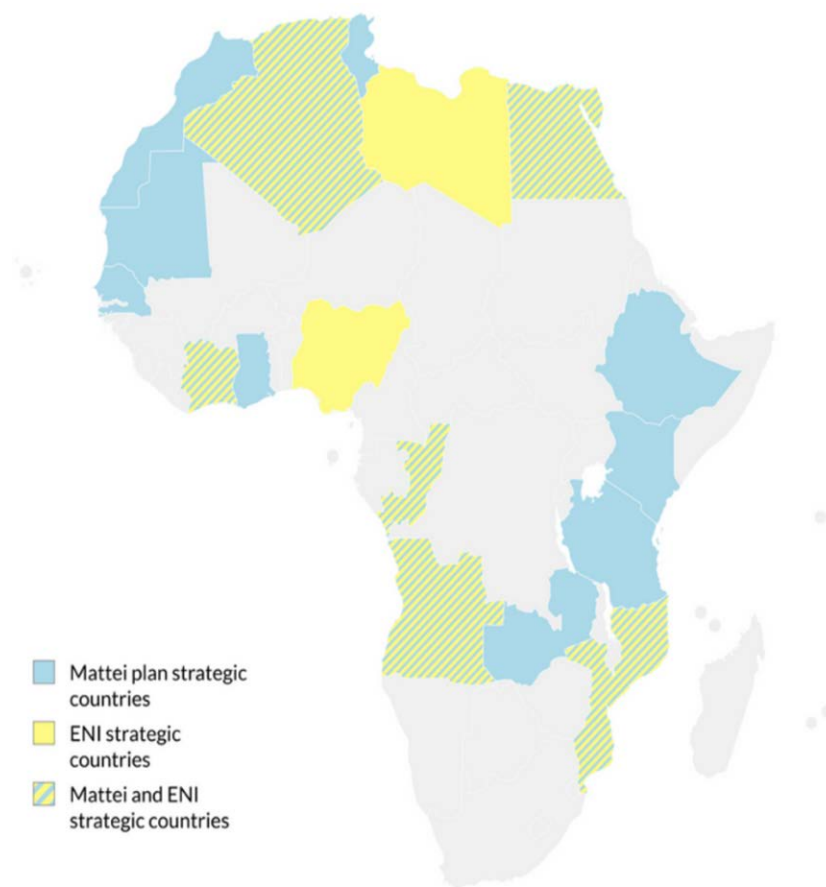 Mattei plan strategic
countries
ENI strategic
countries
Mattei and ENI
strategic countries